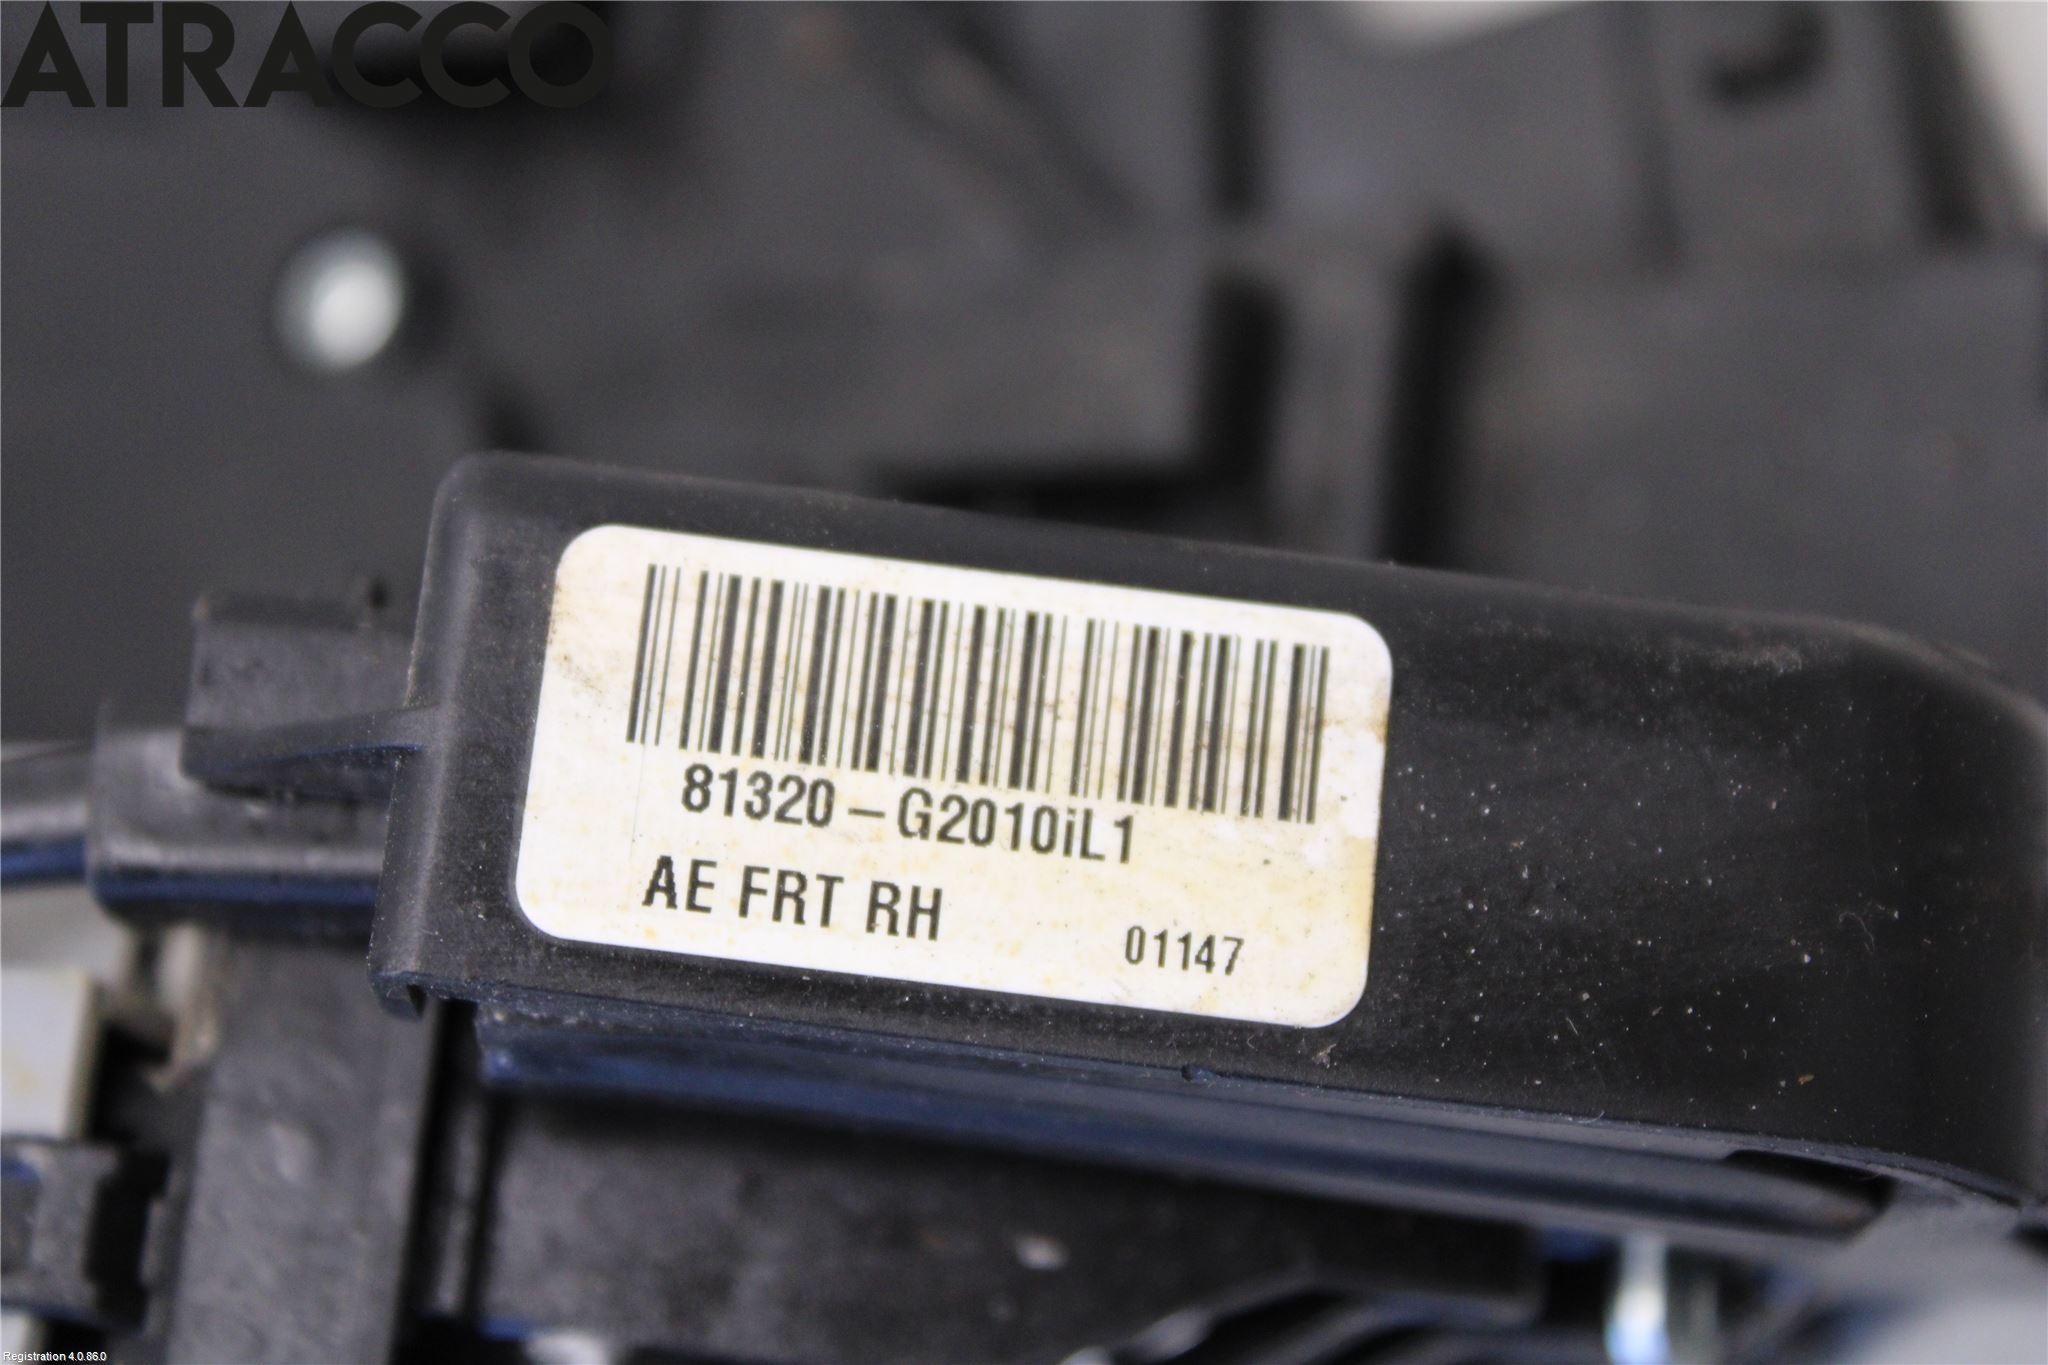 ATRACCO
81320-G2010iL1
AE FRT RH
01147
Registration 4.0.86.0